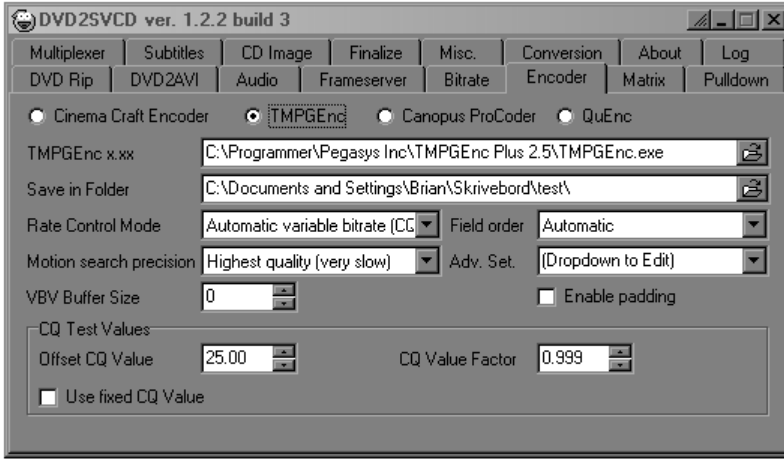 DVD2SVCD ver. 1.2.2 build 3
Multiplexer Subtitles CD Image Finalize Misc. Conversion About Log
DVD Rip DVD2AVI Audio Frameserver Bitrate Encoder Matrix Pulldown
Cinema Craft Encoder TMPGEnc Canopus ProCoder QuEnc
TMPGEnc x.xx C:\Programmer\Pegasys Inc\TMPGEnc Plus 2.5\TMPGEnc.exe
Save in Folder C:\Documents and Settings\Brian\Skrivebord\test\
Rate Control Mode Automatic variable bitrate (CQ Field order Automatic
Motion search precision Highest quality (very slow) Adv. Set. (Dropdown to Edit)
VBV Buffer Size 0 Enable padding
CQ Test Values
Offset CQ Value 25.00 CQ Value Factor 0.999
Use fixed CQ Value